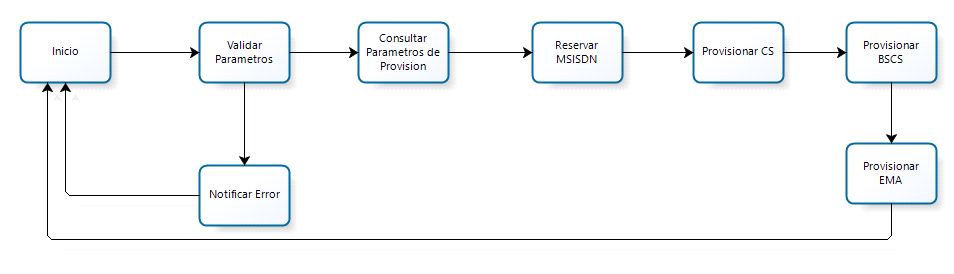 Inicio
Validar
Parametros
Consultar
Parametros de
Provision
Reservar
MSISDN
Provisionar CS
Provisionar
BSCS
Notificar Error
Provisionar
EMA